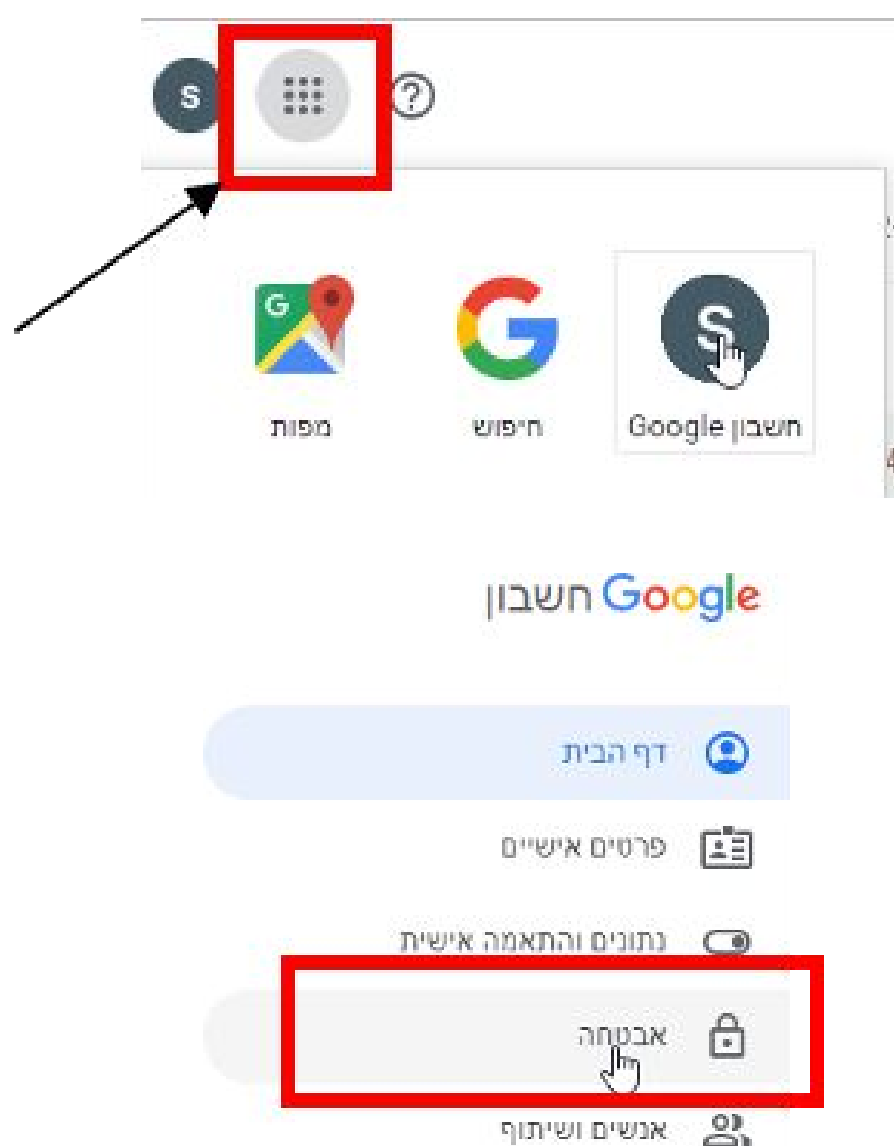 S
?
G
S
חשבון Google
חיפוש
מפות
חשבון Google
דף הבית
פרטים אישיים
נתונים והתאמה אישית
אבטחה
אנשים ושיתוף